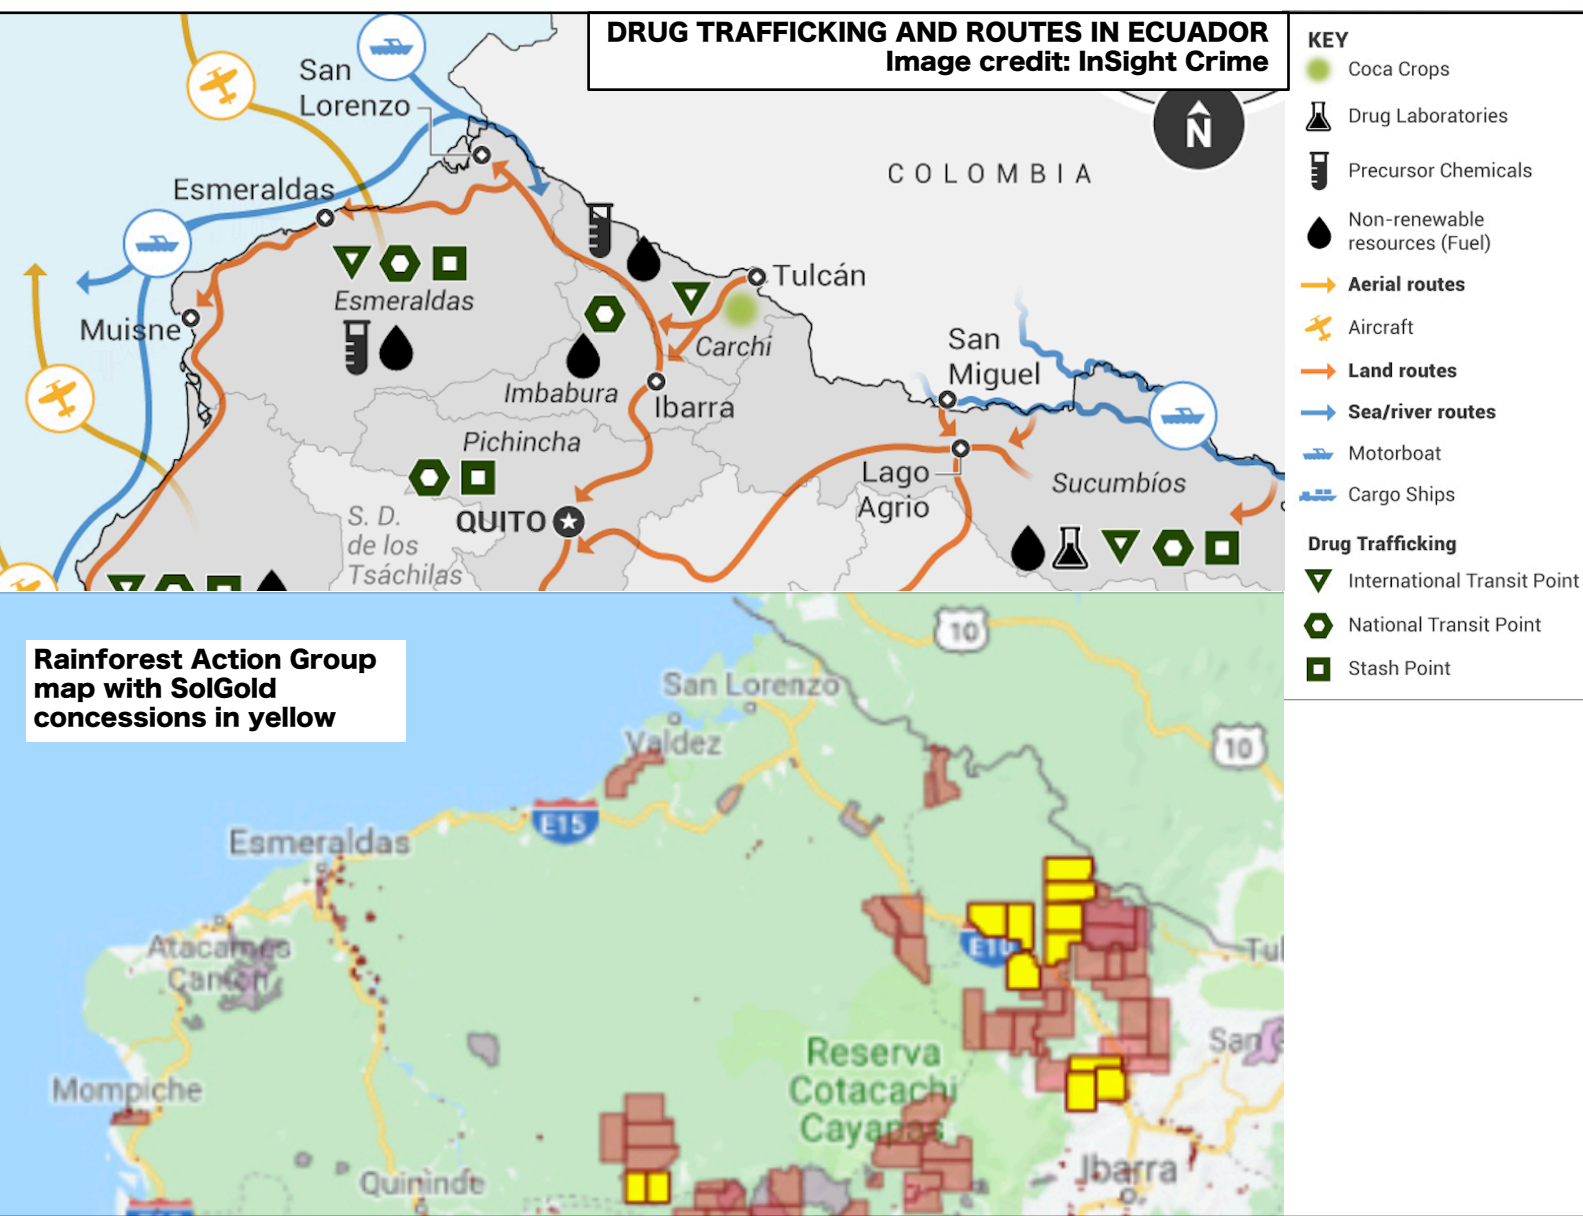 DRUG TRAFFICKING AND ROUTES IN ECUADOR
Image credit: InSight Crime
KEY
Coca Crops
Drug Laboratories
Precursor Chemicals
Non-renewable
resources (Fuel)
Aerial routes
Aircraft
Land routes
Sea/river routes
Motorboat
Cargo Ships
Drug Trafficking
International Transit Point
National Transit Point
Stash Point
N
COLOMBIA
San
Lorenzo
Esmeraldas
Esmeraldas
Muisne
Tulcán
Carchi
Imbabura
Ibarra
San
Miguel
Pichincha
Lago
Agrio
Sucumbíos
QUITO
S. D.
de los
Tsáchilas
Rainforest Action Group
map with SolGold
concessions in yellow
10
San Lorenzo
Valdez
10
E15
Esmeraldas
Atacames
Canton
E10
Tul
San
Reserva
Cotacachi
Cayapas
Mompiche
Quininde
Ibarra